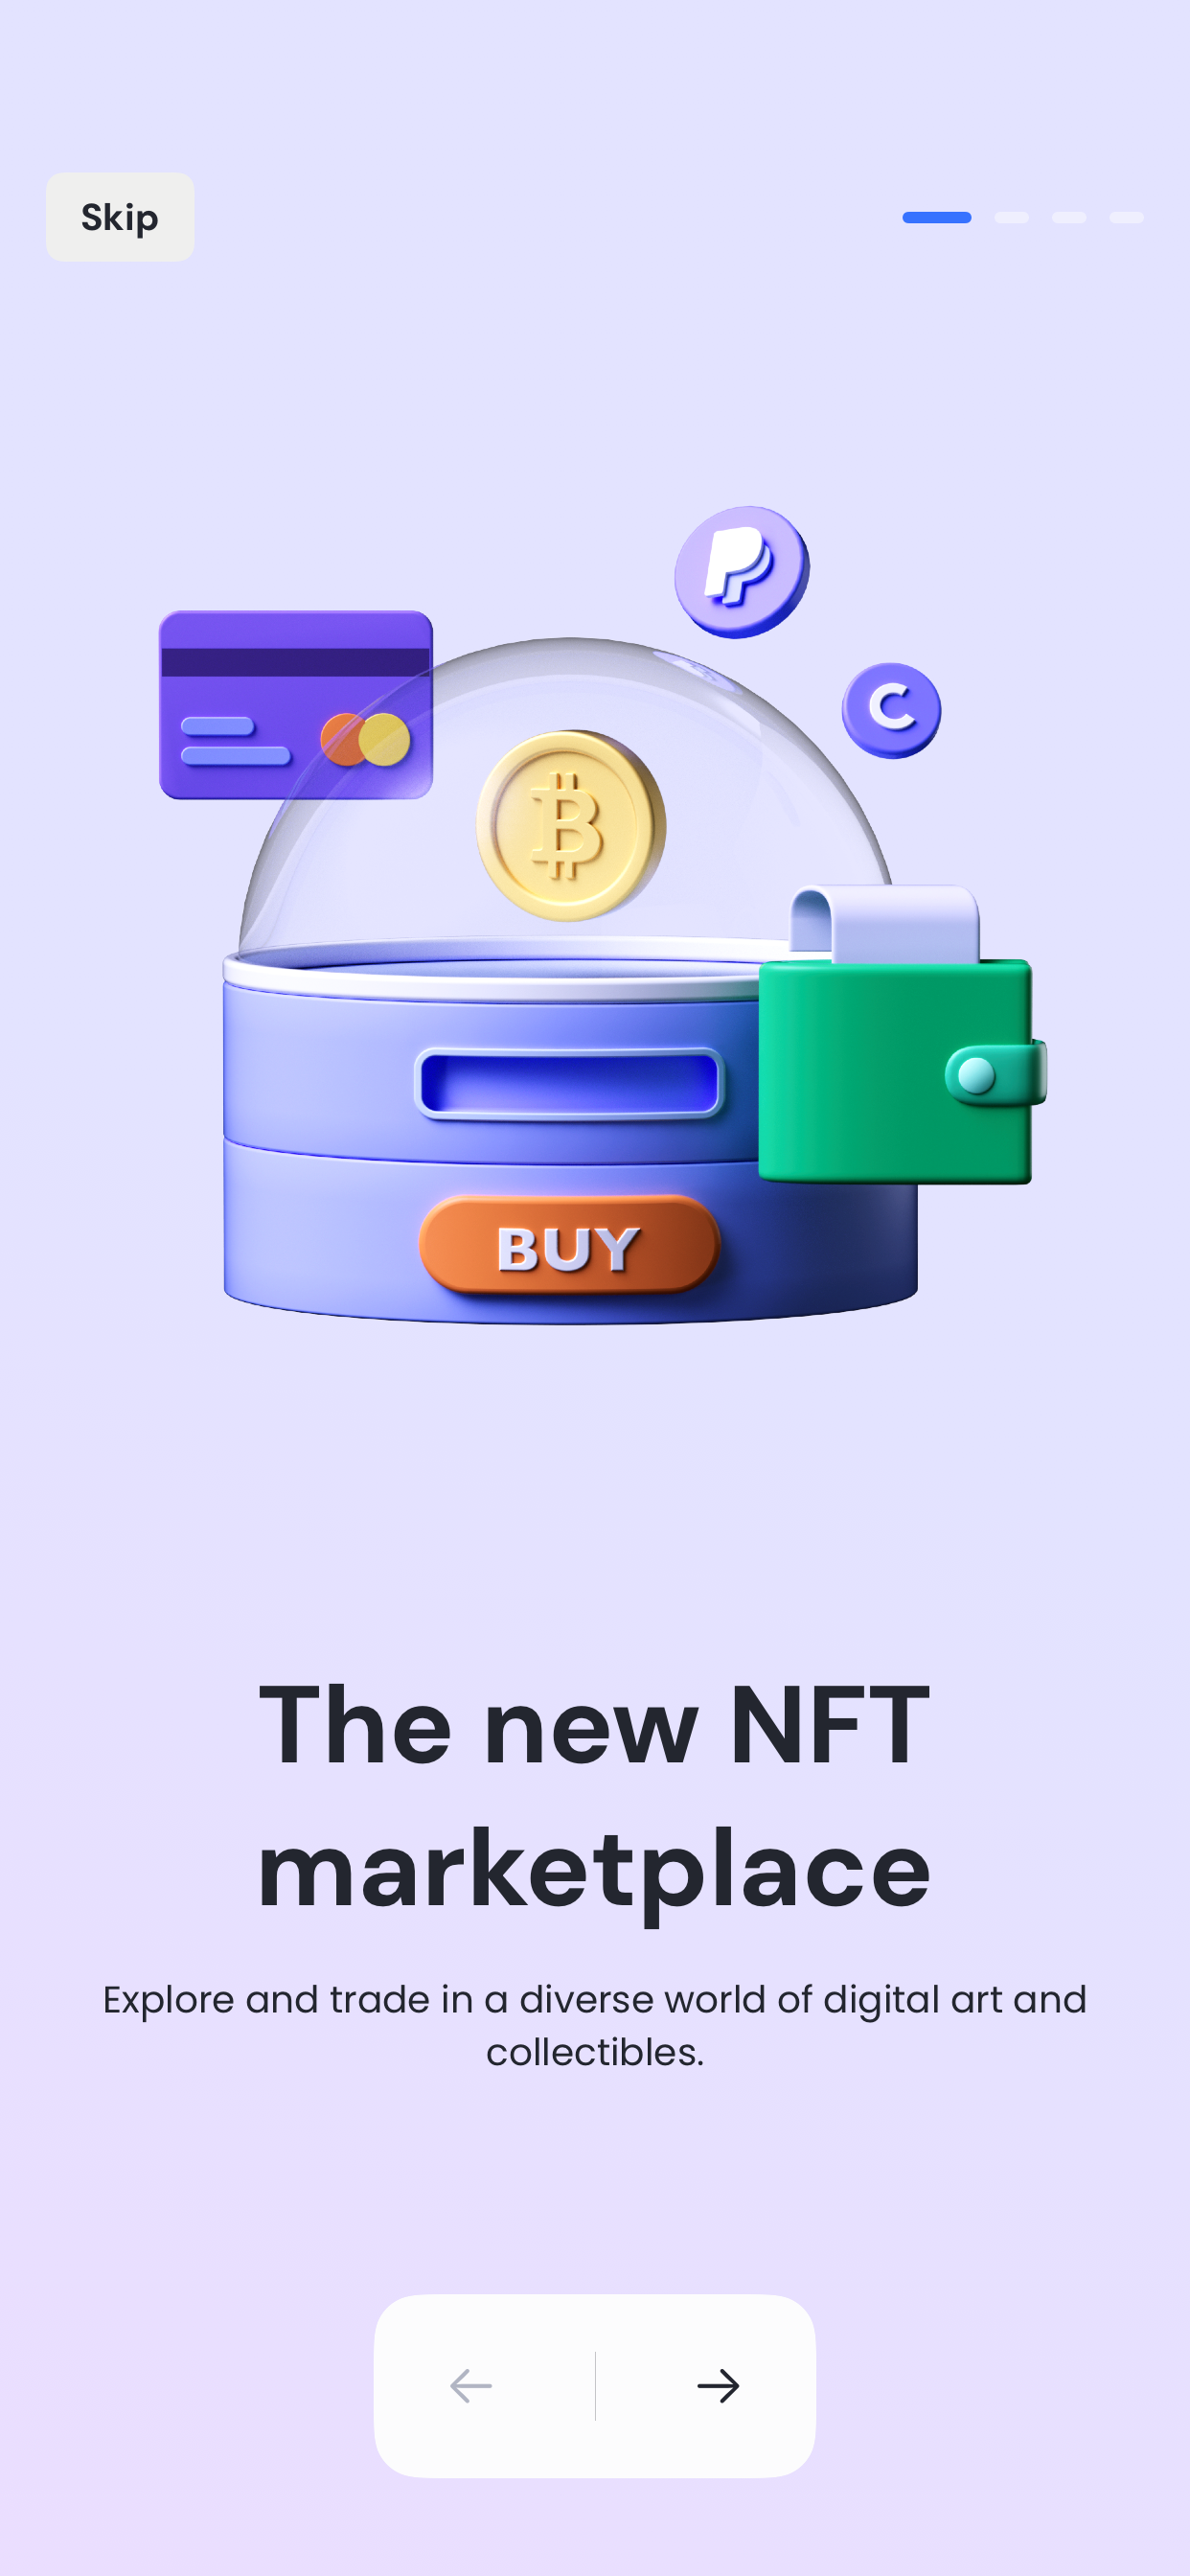 Skip
C
BUY
The new NFT
marketplace
Explore and trade in a diverse world of digital art and
collectibles.